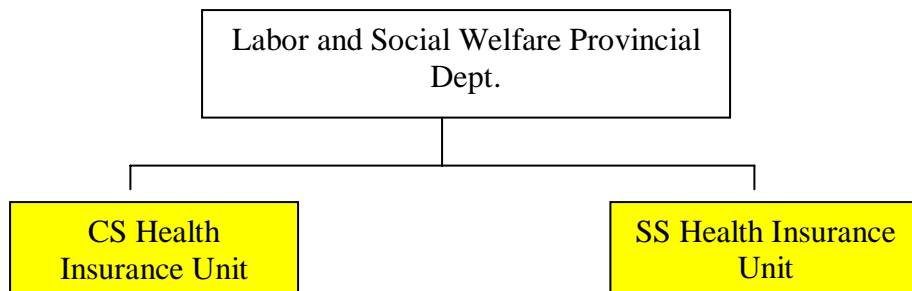 Labor and Social Welfare Provincial
Dept.
CS Health
Insurance Unit
SS Health Insurance
Unit